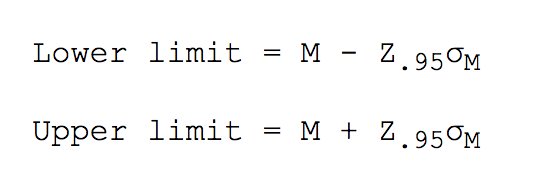 Lower limit = M - Z.95σM
Upper limit = M + Z.95σM